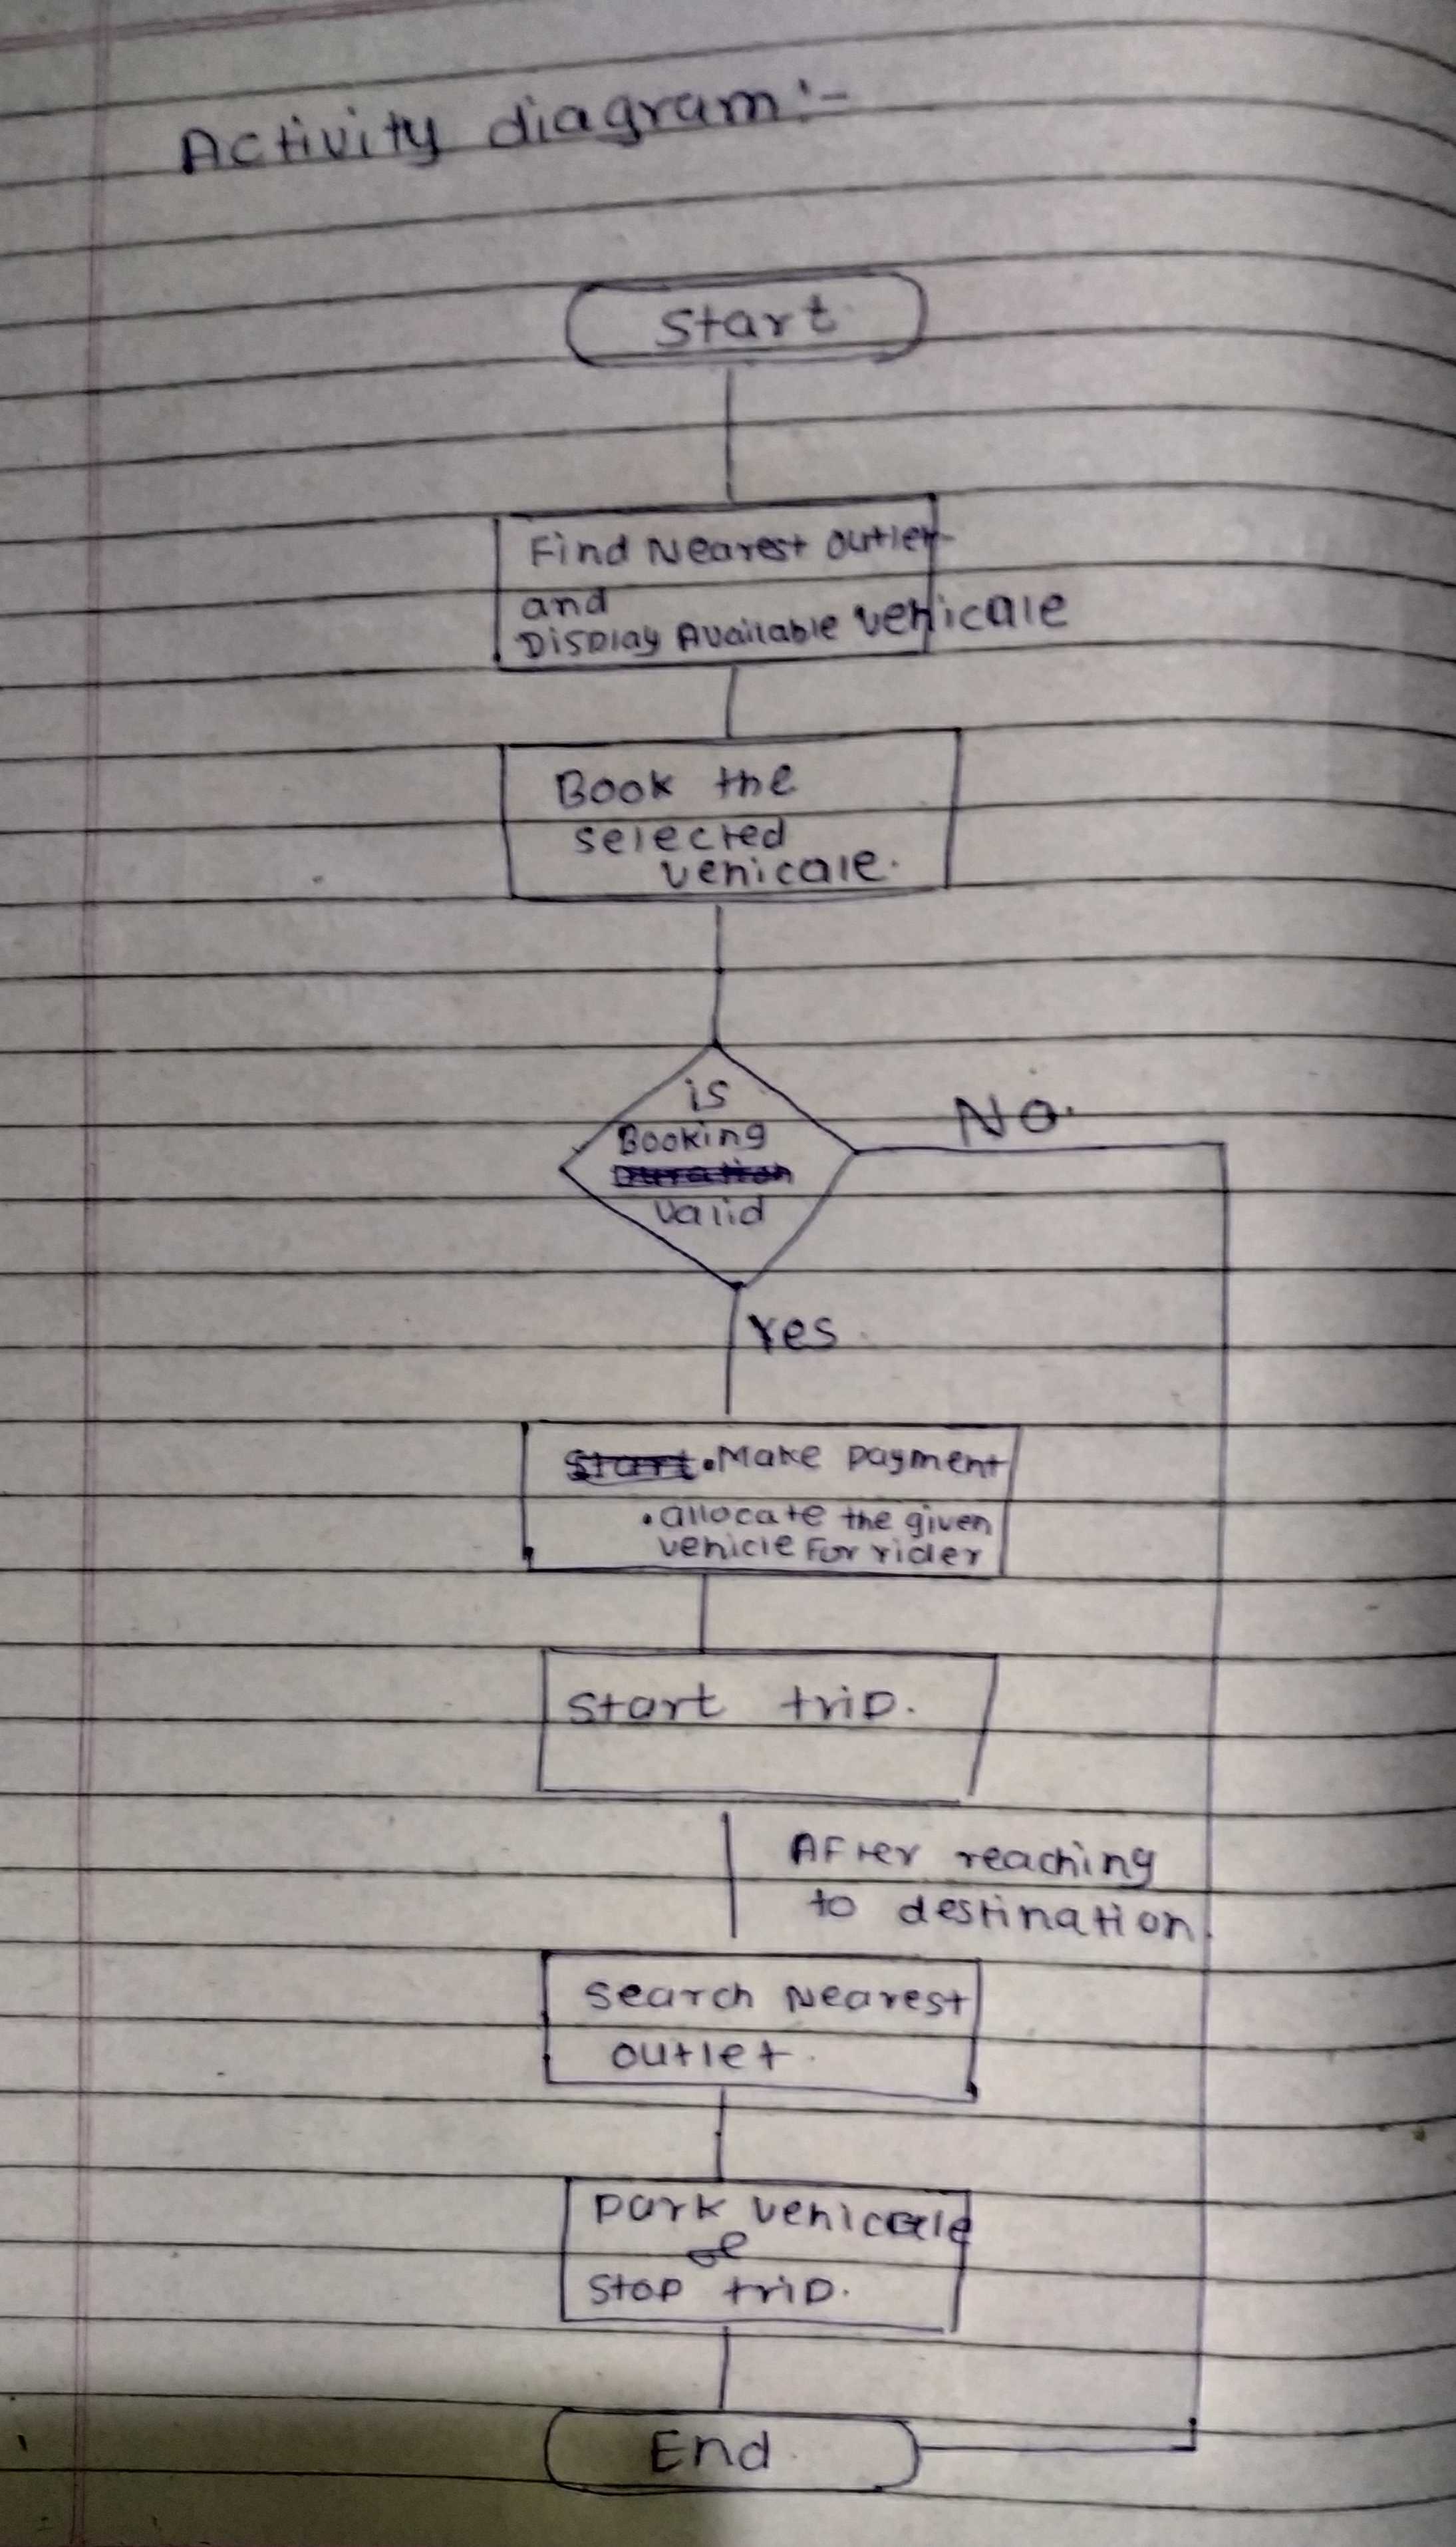 Activity diagram:-
Start
Find Nearest outlet
and
Display Available vehicale
Book the
selected
vehicale.
is
Booking
valid
No.
Yes
•Make payment
•allocate the given
vehicle For rider
Start trip.
After reaching
to destination.
Search Nearest
outlet.
Park vehicale
Stop trip.
End.